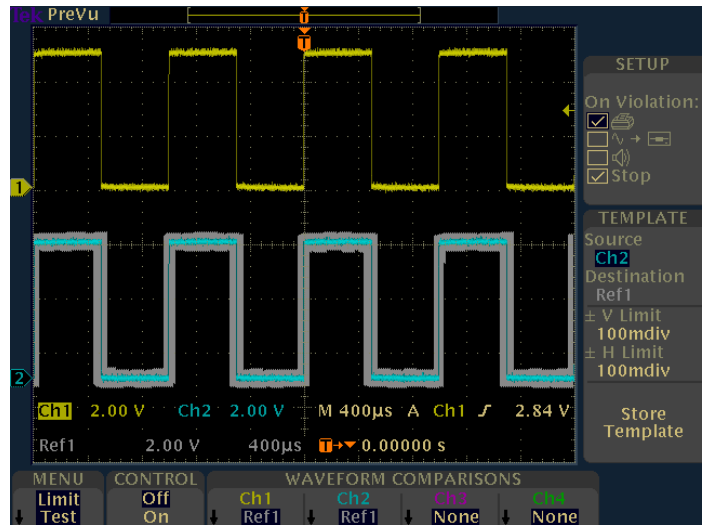 Tek PreVu
T
T
1
2
Ch1 2.00 V Ch2 2.00 V M 400µs A Ch1 2.84 V
Ref1 2.00 V 400µs T→▼ 0.00000 s
SETUP
On Violation:
Stop
TEMPLATE
Source
Ch2
Destination
Ref1
± V Limit
100mdiv
± H Limit
100mdiv
Store
Template
MENU
Limit
Test
CONTROL
Off
On
WAVEFORM COMPARISONS
Ch1 Ch2 Ch3 Ch4
Ref1 Ref1 None None